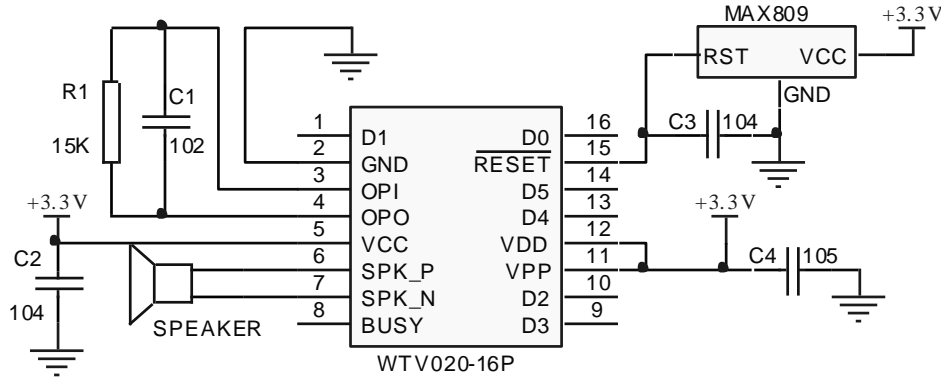 MAX809
+3.3V
RST VCC
GND
R1
15K
C1
102
C3 104
1 D1 D0 16
2 GND RESET 15
3 OPI D5 14
4 OPO D4 13
5 VCC VDD 12
6 SPK_P VPP 11
7 SPK_N D2 10
8 BUSY D3 9
+3.3V
C2
104
SPEAKER
+3.3V
C4 105
WTV020-16P